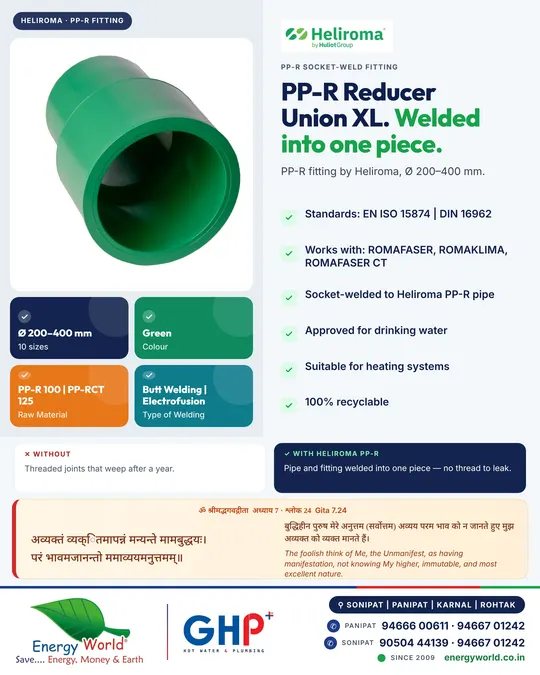 HELIROMA · PP-R FITTING
Heliroma®
by HulietGroup
PP-R SOCKET-WELD FITTING
PP-R Reducer
Union XL. Welded
into one piece.
PP-R fitting by Heliroma, Ø 200–400 mm.
Standards: EN ISO 15874 | DIN 16962
Works with: ROMAFASER, ROMAKLIMA,
ROMAFASER CT
Socket-welded to Heliroma PP-R pipe
Approved for drinking water
Suitable for heating systems
100% recyclable
Ø 200–400 mm
10 sizes
Green
Colour
PP-R 100 | PP-RCT
125
Raw Material
Butt Welding |
Electrofusion
Type of Welding
✕ WITHOUT
Threaded joints that weep after a year.
✓ WITH HELIROMA PP-R
Pipe and fitting welded into one piece — no thread to leak.
ॐ श्रीमद्भगवद्गीता अध्याय 7 · श्लोक 24 Gita 7.24
अव्यक्तं व्यक्ितमापन्नं मन्यन्ते मामबुद्धयः।
परं भावमजानन्तो ममाव्ययमनुत्तमम्॥
बुद्धिहीन पुरुष मेरे अनुत्तम (सर्वोत्तम) अव्यय परम भाव को न जानते हुए मुझ
अव्यक्त को व्यक्त मानते हैं।
The foolish think of Me, the Unmanifest, as having
manifestation, not knowing My higher, immutable, and most
excellent nature.
Energy World®
Save.... Energy, Money & Earth
GHP+
HOT WATER & PLUMBING
SONIPAT | PANIPAT | KARNAL | ROHTAK
PANIPAT 94666 00611 · 94667 01242
SONIPAT 90504 44139 · 94667 01242
SINCE 2009 energyworld.co.in